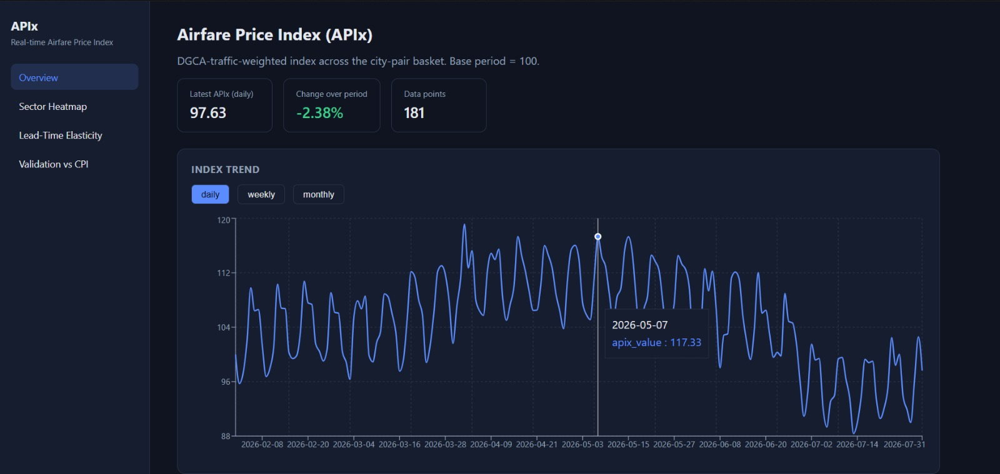 APIx
Real-time Airfare Price Index
Overview
Sector Heatmap
Lead-Time Elasticity
Validation vs CPI
Airfare Price Index (APIx)
DGCA-traffic-weighted index across the city-pair basket. Base period = 100.
Latest APIx (daily)
97.63
Change over period
-2.38%
Data points
181
INDEX TREND
daily weekly monthly
120
112
104
96
88
2026-05-07
apix_value : 117.33
2026-02-08 2026-02-20 2026-03-04 2026-03-16 2026-03-28 2026-04-09 2026-04-21 2026-05-03 2026-05-15 2026-05-27 2026-06-08 2026-06-20 2026-07-02 2026-07-14 2026-07-31